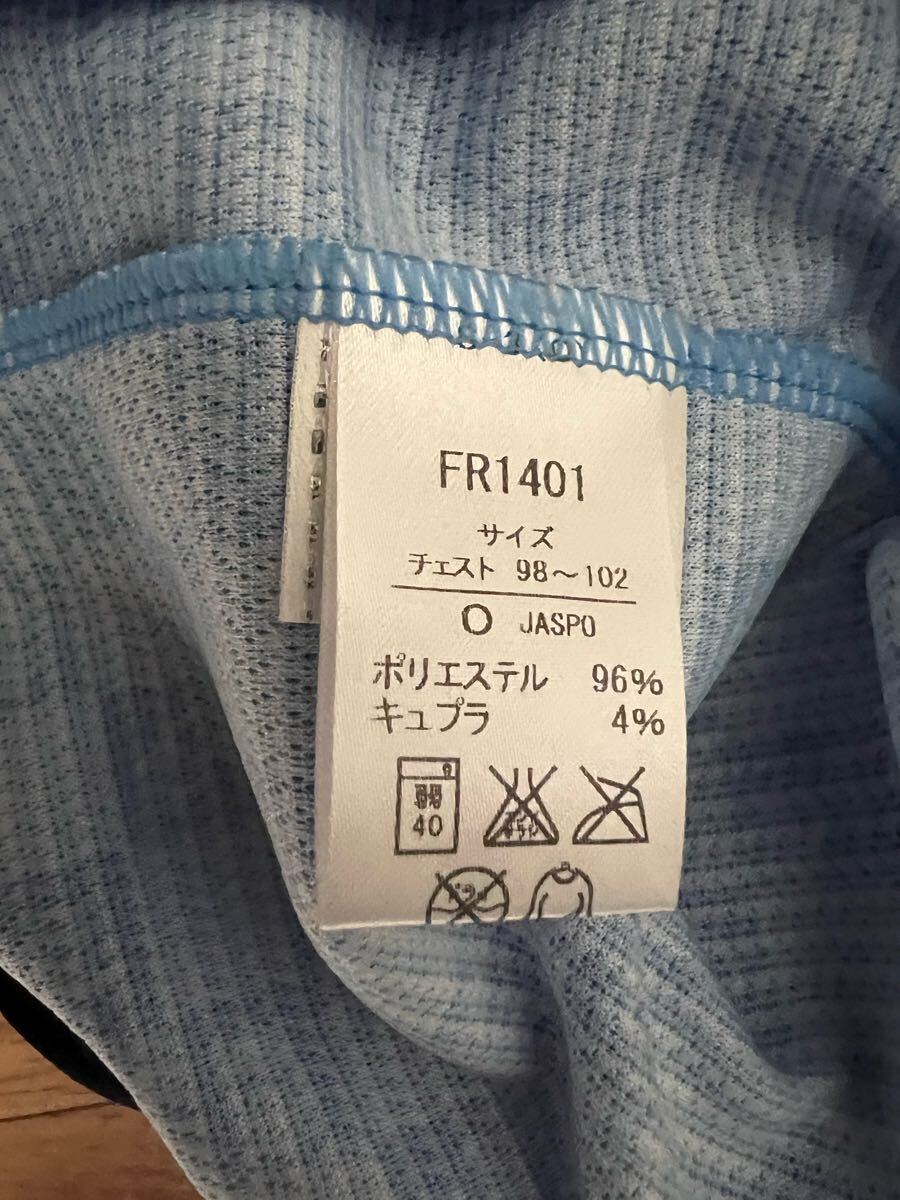 FR1401
サイズ
チェスト 98～102
O JASPO
ポリエステル 96%
キュプラ 4%
弱
40